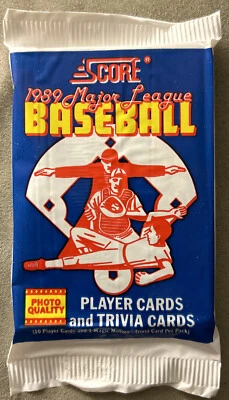 SCORE ®
1989 Major League
BASEBALL
S
PHOTO
QUALITY
PLAYER CARDS
and TRIVIA CARDS
(16 Player Cards and 1 Magic Motion Trivia Card Per Pack)